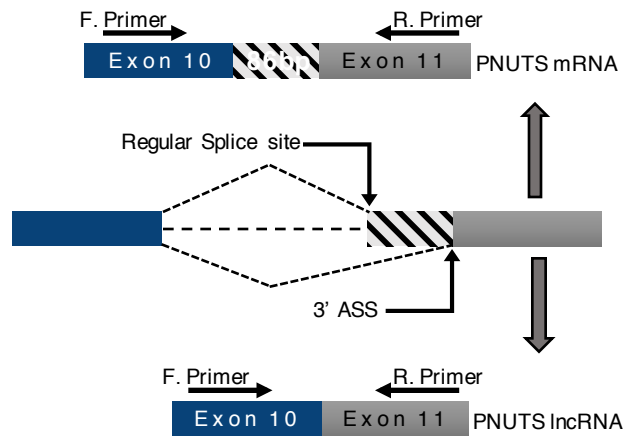 F. Primer
R. Primer
Exon 10
86bp
Exon 11
PNUTS mRNA
Regular Splice site
3' ASS
F. Primer
R. Primer
Exon 10
Exon 11
PNUTS lncRNA